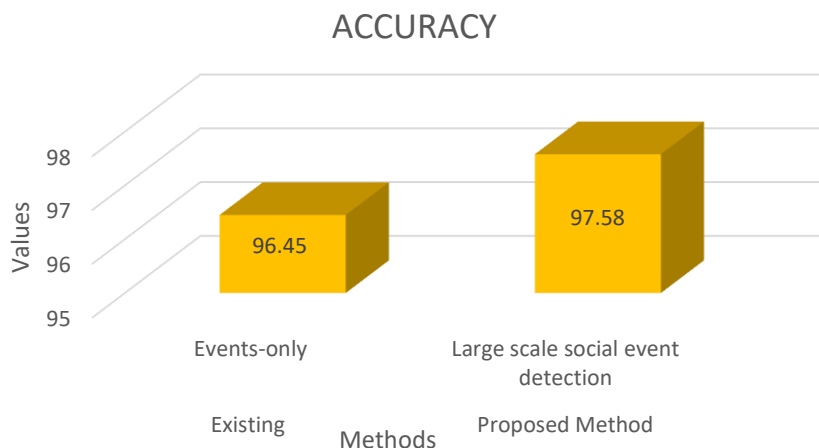 ACCURACY
98
97
96
95
Values
96.45
97.58
Events-only
Large scale social event
detection
Existing
Proposed Method
Methods